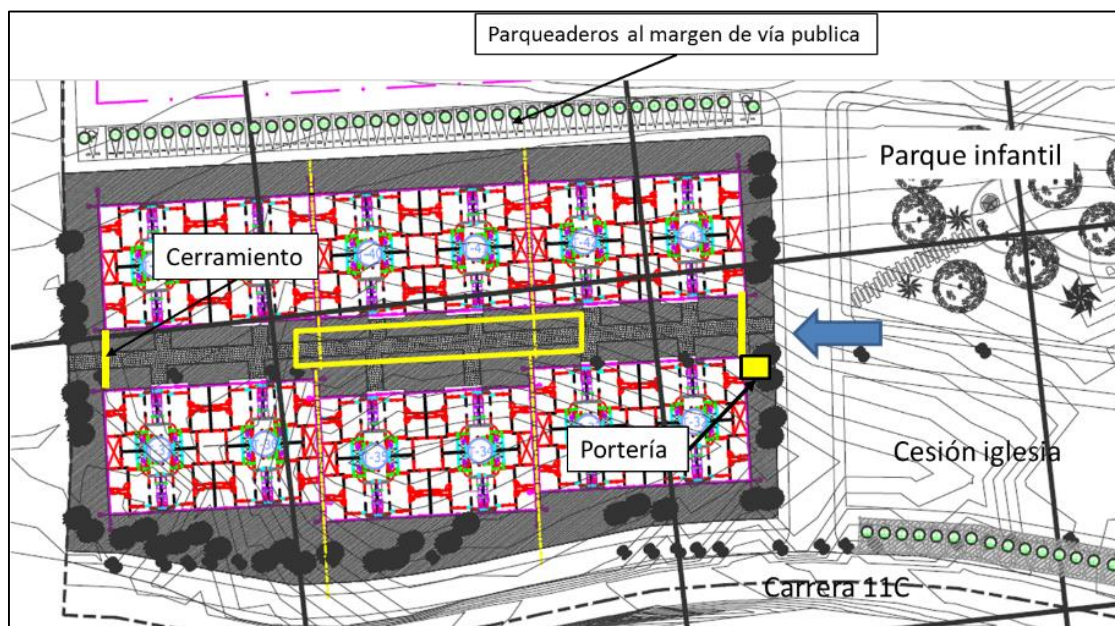 Parqueaderos al margen de vía publica
Parque infantil
Cerramiento
Portería
Cesión iglesia
Carrera 11C